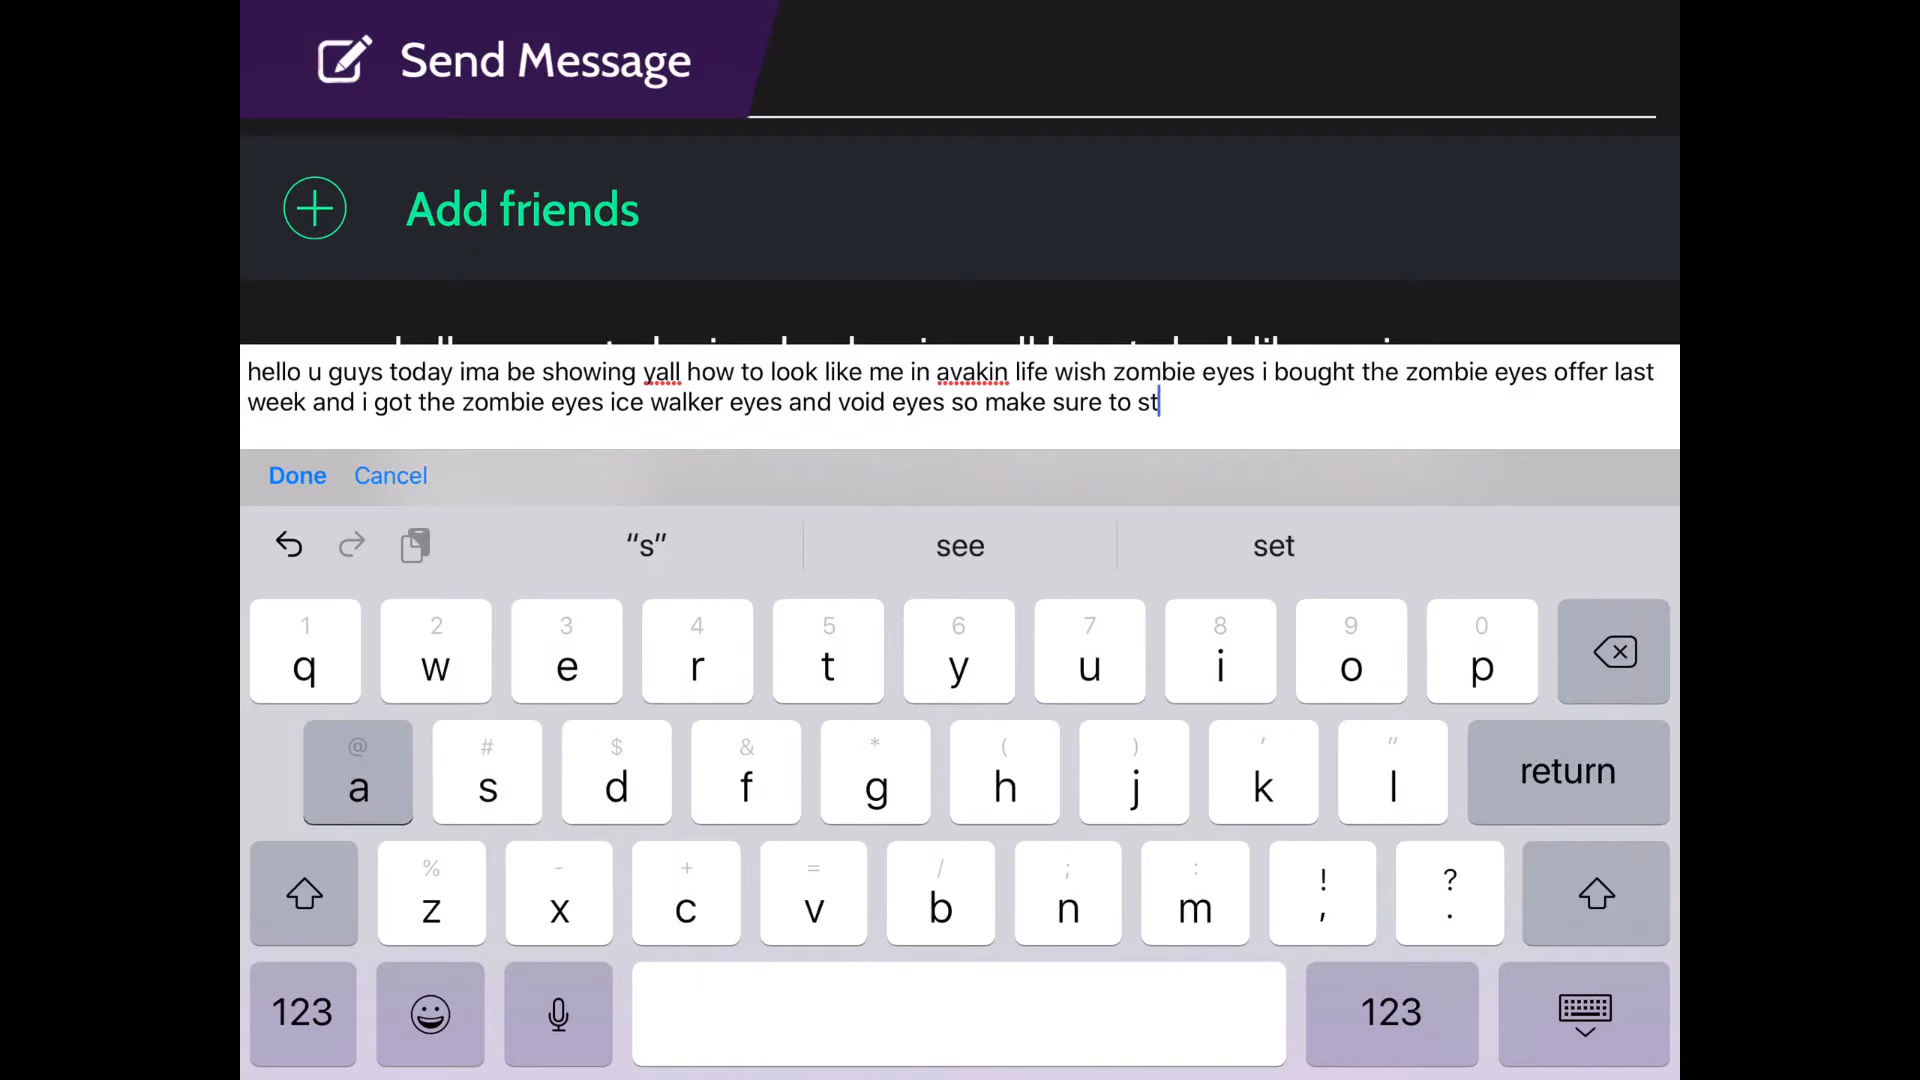 Send Message
Add friends
hello u guys today ima be showing yall how to look like me in avakin life wish zombie eyes i bought the zombie eyes offer last
week and i got the zombie eyes ice walker eyes and void eyes so make sure to st
Done Cancel
“s” see set
1 2 3 4 5 6 7 8 9 0
q w e r t y u i o p
@ # $ & * ( ) ' "
a s d f g h j k l return
% - + = / ; : ! ?
z x c v b n m , .
123 123